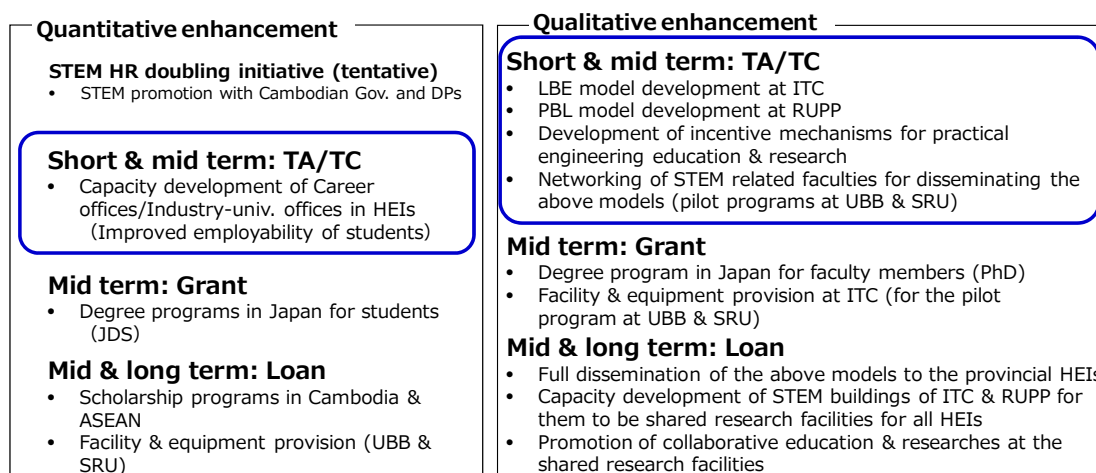 Quantitative enhancement
STEM HR doubling initiative (tentative)
• STEM promotion with Cambodian Gov. and DPs
Short & mid term: TA/TC
• Capacity development of Career
offices/Industry-univ. offices in HEIs
(Improved employability of students)
Mid term: Grant
• Degree programs in Japan for students
(JDS)
Mid & long term: Loan
• Scholarship programs in Cambodia &
ASEAN
• Facility & equipment provision (UBB &
SRU)
Qualitative enhancement
Short & mid term: TA/TC
• LBE model development at ITC
• PBL model development at RUPP
• Development of incentive mechanisms for practical
engineering education & research
• Networking of STEM related faculties for disseminating the
above models (pilot programs at UBB & SRU)
Mid term: Grant
• Degree program in Japan for faculty members (PhD)
• Facility & equipment provision at ITC (for the pilot
program at UBB & SRU)
Mid & long term: Loan
• Full dissemination of the above models to the provincial HEIs
• Capacity development of STEM buildings of ITC & RUPP for
them to be shared research facilities for all HEIs
• Promotion of collaborative education & researches at the
shared research facilities